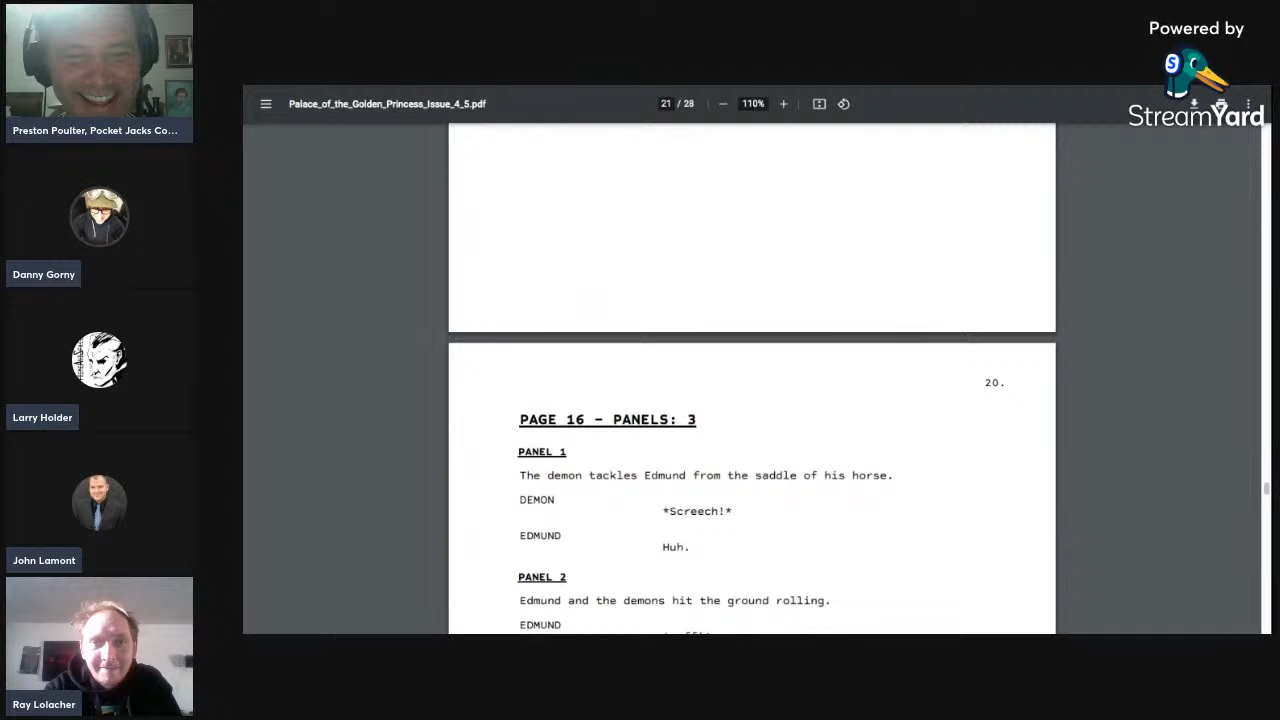 Powered by
StreamYard
Preston Poulter, Pocket Jacks Co...
Danny Gorny
Larry Holder
John Lamont
Ray Lolacher
Palace_of_the_Golden_Princess_Issue_4_5.pdf
21 / 28
110%
20.
PAGE 16 - PANELS: 3
PANEL 1
The demon tackles Edmund from the saddle of his horse.
DEMON
*Screech!*
EDMUND
Huh.
PANEL 2
Edmund and the demons hit the ground rolling.
EDMUND